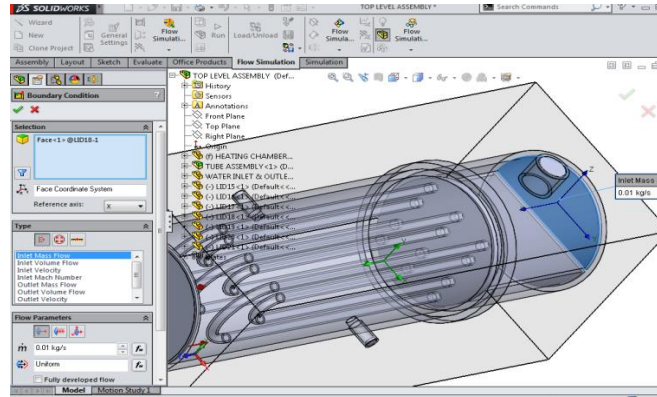 SOLIDWORKS
TOP LEVEL ASSEMBLY *
Search Commands
Wizard
New
Clone Project
General Settings
Flow Simulati...
Run
Load/Unload
Flow Simulati...
Flow Simula...
Flow Simulati...
Assembly
Layout
Sketch
Evaluate
Office Products
Flow Simulation
Simulation
Boundary Condition
?
Selection
Face<1> @LID18-1
Face Coordinate System
Reference axis:
X
Type
Inlet Mass Flow
Inlet Volume Flow
Inlet Velocity
Inlet Mach Number
Outlet Mass Flow
Outlet Volume Flow
Outlet Velocity
Flow Parameters
ṁ
0.01 kg/s
Uniform
Fully developed flow
Model
Motion Study 1
TOP LEVEL ASSEMBLY (Def...
History
Sensors
Annotations
Front Plane
Top Plane
Right Plane
Origin
(f) HEATING CHAMBER...
TUBE ASSEMBLY<1> (D...
WATER INLET & OUTLE...
(-) LID15<1> (Default<<...
Mates
Z
Inlet Mass
0.01 kg/s